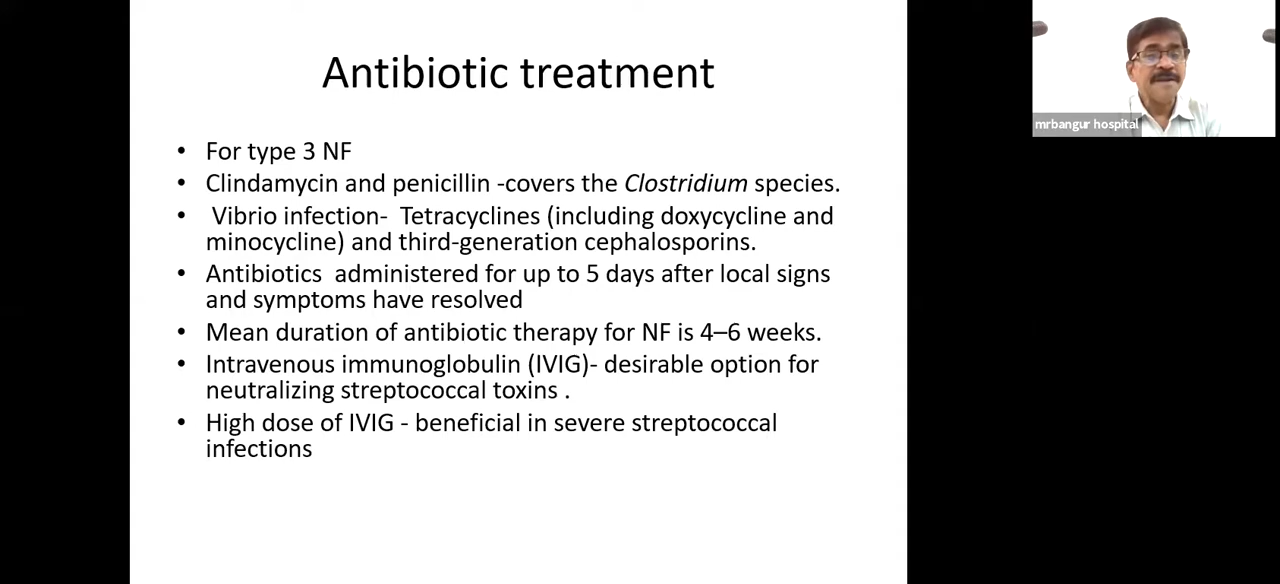 Antibiotic treatment
• For type 3 NF
• Clindamycin and penicillin -covers the Clostridium species.
• Vibrio infection- Tetracyclines (including doxycycline and
minocycline) and third-generation cephalosporins.
• Antibiotics administered for up to 5 days after local signs
and symptoms have resolved
• Mean duration of antibiotic therapy for NF is 4–6 weeks.
• Intravenous immunoglobulin (IVIG)- desirable option for
neutralizing streptococcal toxins .
• High dose of IVIG - beneficial in severe streptococcal
infections
mrbangur hospital